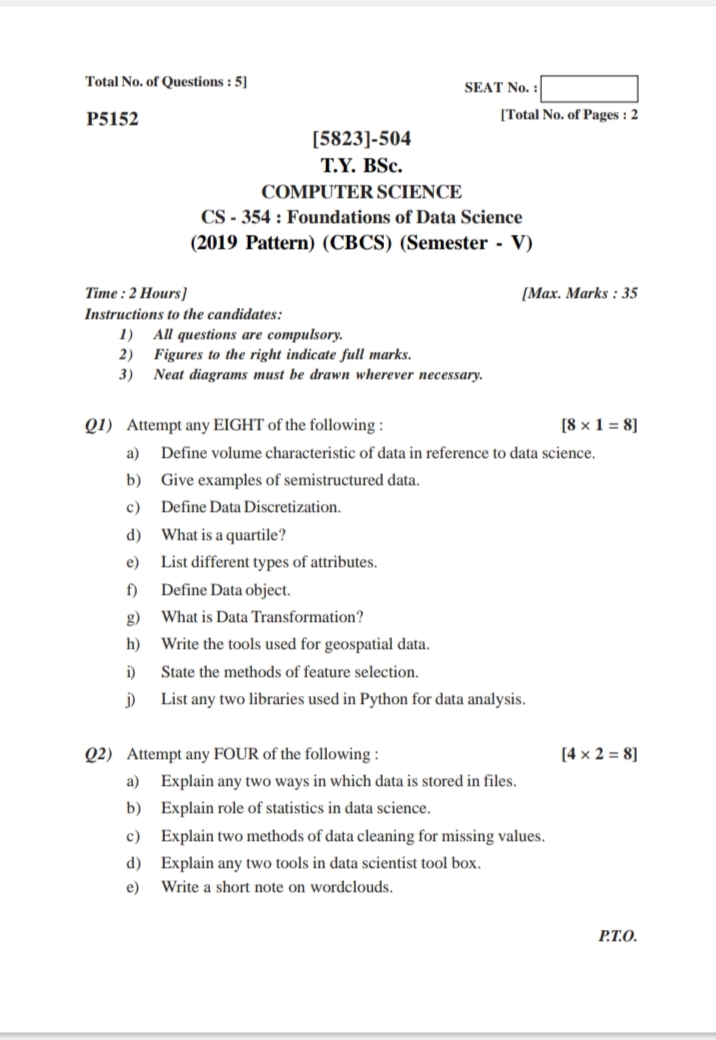 Total No. of Questions : 5]
SEAT No. :
P5152
[Total No. of Pages : 2
[5823]-504
T.Y. BSc.
COMPUTER SCIENCE
CS - 354 : Foundations of Data Science
(2019 Pattern) (CBCS) (Semester - V)
Time : 2 Hours]
[Max. Marks : 35
Instructions to the candidates:
1) All questions are compulsory.
2) Figures to the right indicate full marks.
3) Neat diagrams must be drawn wherever necessary.
Q1) Attempt any EIGHT of the following : [8 × 1 = 8]
a) Define volume characteristic of data in reference to data science.
b) Give examples of semistructured data.
c) Define Data Discretization.
d) What is a quartile?
e) List different types of attributes.
f) Define Data object.
g) What is Data Transformation?
h) Write the tools used for geospatial data.
i) State the methods of feature selection.
j) List any two libraries used in Python for data analysis.
Q2) Attempt any FOUR of the following : [4 × 2 = 8]
a) Explain any two ways in which data is stored in files.
b) Explain role of statistics in data science.
c) Explain two methods of data cleaning for missing values.
d) Explain any two tools in data scientist tool box.
e) Write a short note on wordclouds.
P.T.O.